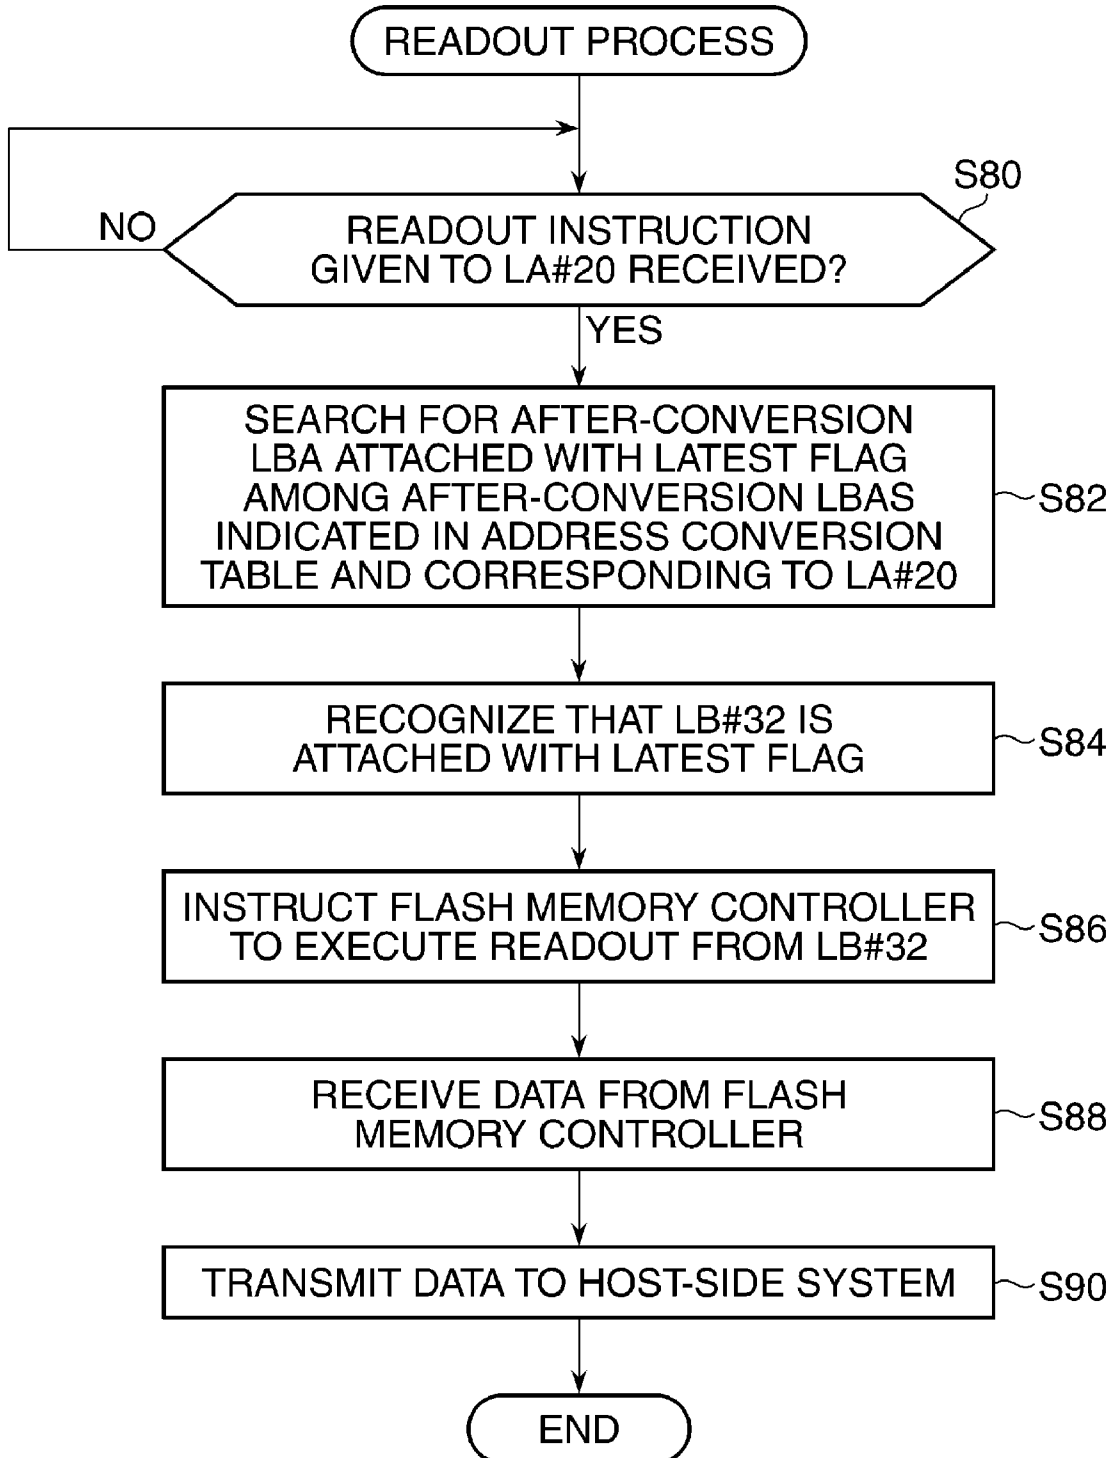 READOUT PROCESS
S80
NO
READOUT INSTRUCTION
GIVEN TO LA#20 RECEIVED?
YES
SEARCH FOR AFTER-CONVERSION
LBA ATTACHED WITH LATEST FLAG
AMONG AFTER-CONVERSION LBAS
INDICATED IN ADDRESS CONVERSION
TABLE AND CORRESPONDING TO LA#20
S82
RECOGNIZE THAT LB#32 IS
ATTACHED WITH LATEST FLAG
S84
INSTRUCT FLASH MEMORY CONTROLLER
TO EXECUTE READOUT FROM LB#32
S86
RECEIVE DATA FROM FLASH
MEMORY CONTROLLER
S88
TRANSMIT DATA TO HOST-SIDE SYSTEM
S90
END